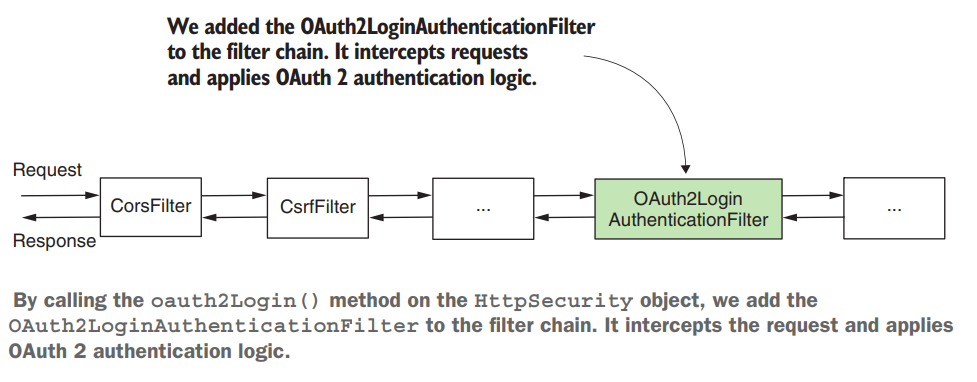 We added the OAuth2LoginAuthenticationFilter
to the filter chain. It intercepts requests
and applies OAuth 2 authentication logic.
Request
CorsFilter
CsrfFilter
...
OAuth2Login
AuthenticationFilter
...
Response
By calling the oauth2Login() method on the HttpSecurity object, we add the
OAuth2LoginAuthenticationFilter to the filter chain. It intercepts the request and applies
OAuth 2 authentication logic.